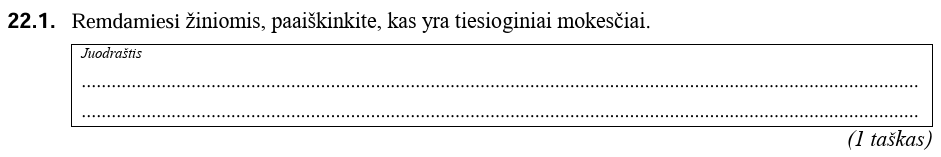 22.1. Remdamiesi žiniomis, paaiškinkite, kas yra tiesioginiai mokesčiai.
Juodraštis
(1 taškas)